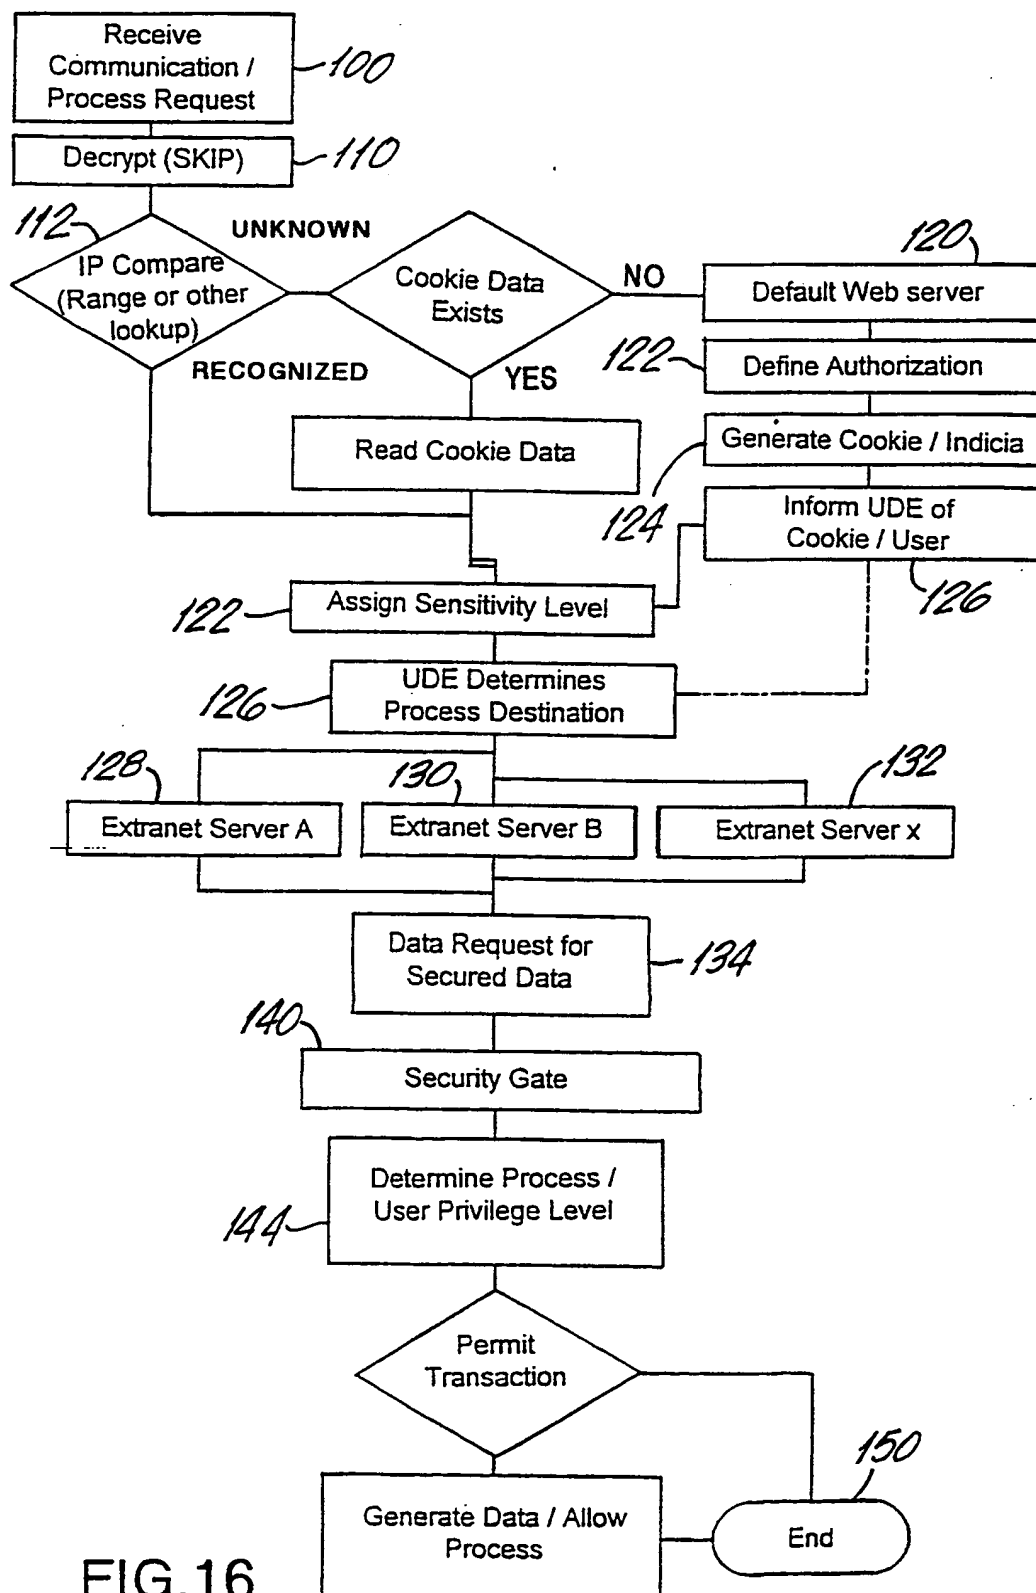 Receive
Communication /
Process Request
100
Decrypt (SKIP)
110
112
UNKNOWN
IP Compare
(Range or other
lookup)
Cookie Data
Exists
NO
120
Default Web server
RECOGNIZED
YES
122
Define Authorization
Read Cookie Data
Generate Cookie / Indicia
124
Inform UDE of
Cookie / User
126
122
Assign Sensitivity Level
126
UDE Determines
Process Destination
128
130
132
Extranet Server A
Extranet Server B
Extranet Server x
Data Request for
Secured Data
134
140
Security Gate
Determine Process /
User Privilege Level
144
Permit
Transaction
150
Generate Data / Allow
Process
End
FIG.16